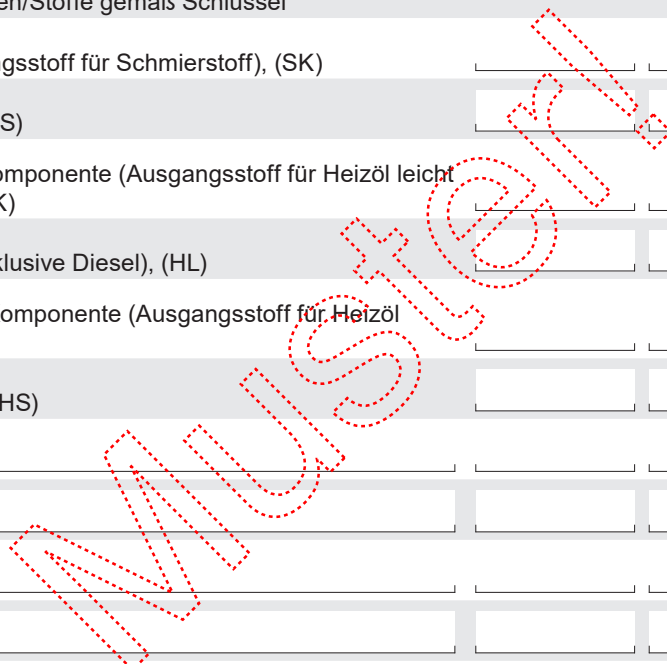 en/Stoffe gemäß Schlüssel
gsstoff für Schmierstoff), (SK)
S)
omponente (Ausgangsstoff für Heizöl leicht
K)
klusive Diesel), (HL)
omponente (Ausgangsstoff für Heizöl
HS)
Muster!